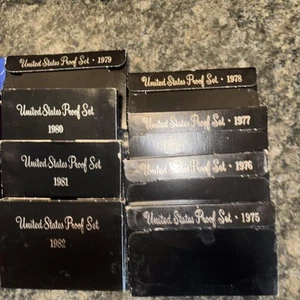 United States Proof Set · 1979
United States Proof Set
1980
United States Proof Set
1981
United States Proof Set
1982
United States Proof Set · 1978
United States Proof Set · 1977
United States Proof Set · 1976
United States Proof Set · 1975